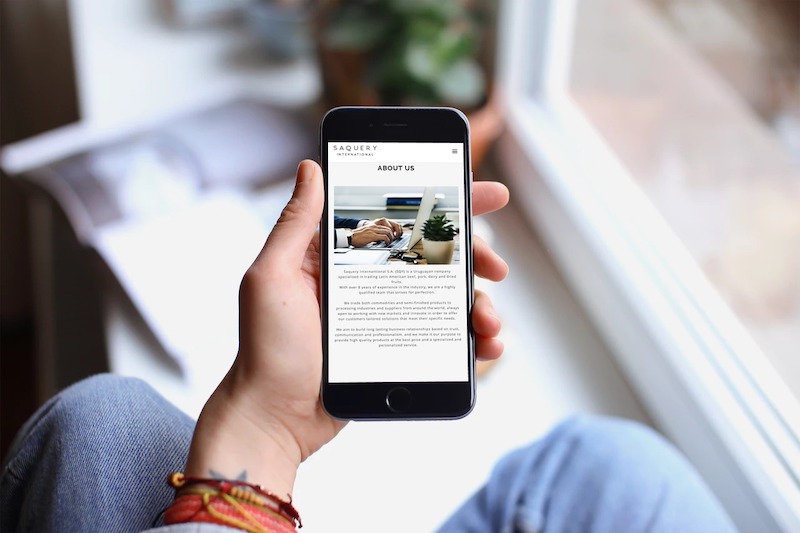 SAQUERY
INTERNATIONAL
ABOUT US
Saquery International S.A. (SQY) is a Uruguayan company
specialized in trading Latin American beef, pork, dairy and dried
fruits.
With over 8 years of experience in the industry, we are a highly
qualified team that strives for perfection.
We trade both commodities and semi-finished products to
processing industries and suppliers from around the world, always
open to working with new markets and innovate in order to offer
our customers tailored solutions that meet their specific needs.
We aim to build long-lasting business relationships based on trust,
communication and professionalism, and we make it our purpose to
provide high quality products at the best price and a specialized and
personalized service.